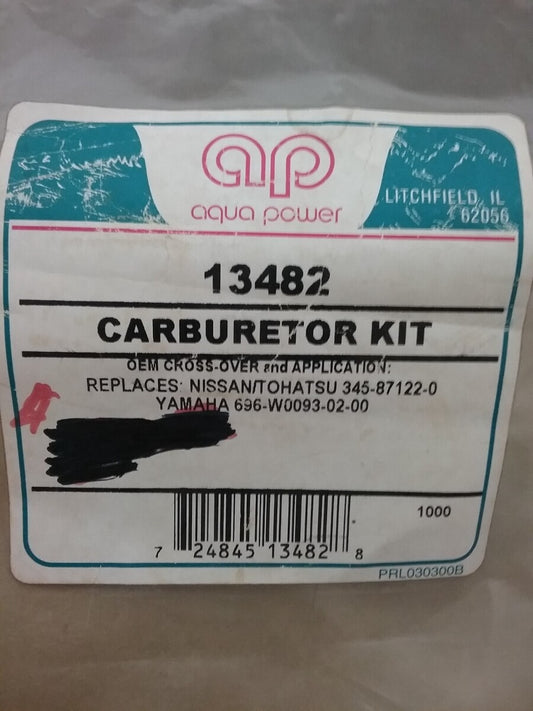 ap
aqua power
LITCHFIELD, IL
62056
13482
CARBURETOR KIT
OEM CROSS-OVER and APPLICATION:
REPLACES: NISSAN/TOHATSU 345-87122-0
YAMAHA 696-W0093-02-00
1000
7 24845 13482 8
PRL030300B